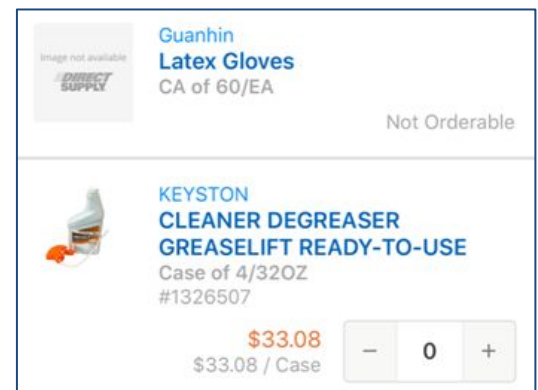 Image not available
DIRECT
SUPPLY
Guanhin
Latex Gloves
CA of 60/EA
Not Orderable
KEYSTON
CLEANER DEGREASER
GREASELIFT READY-TO-USE
Case of 4/32OZ
#1326507
$33.08
$33.08 / Case
− 0 +